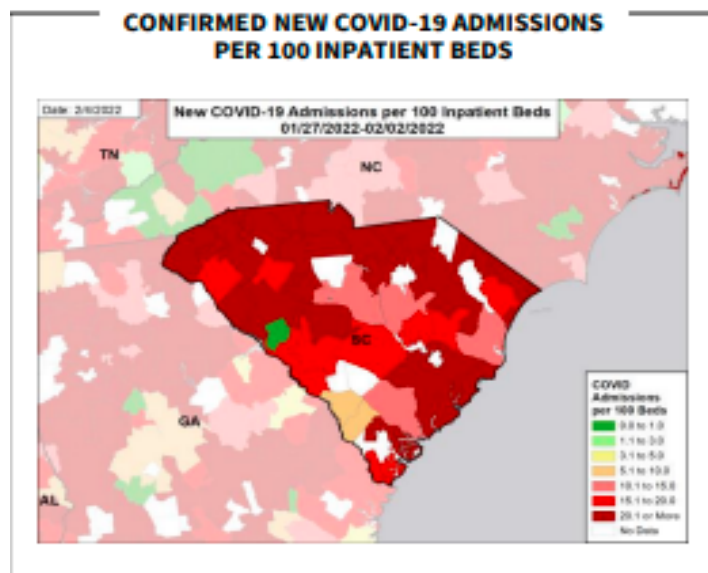 CONFIRMED NEW COVID-19 ADMISSIONS
PER 100 INPATIENT BEDS
Date: 2/4/2022
New COVID-19 Admissions per 100 Inpatient Beds
01/27/2022-02/02/2022
TN
NC
SC
GA
AL
COVID
Admissions
per 100 Beds
0.0 to 1.0
1.1 to 3.0
3.1 to 5.0
5.1 to 10.0
10.1 to 15.0
15.1 to 20.0
20.1 or More
No Data